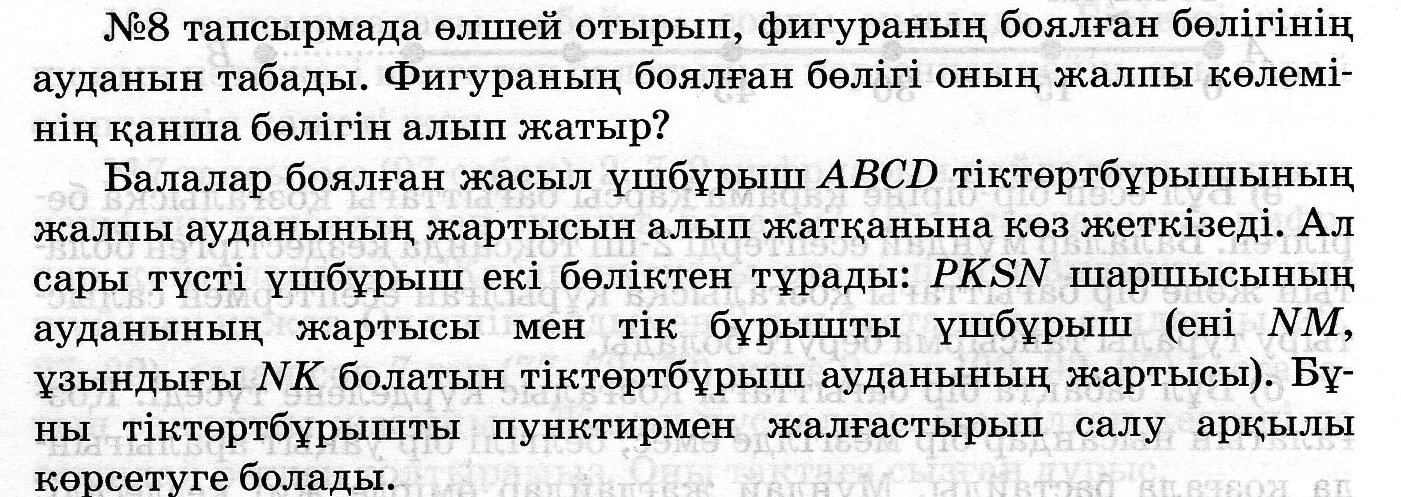 №8 тапсырмада өлшей отырып, фигураның боялған бөлігінің
ауданын табады. Фигураның боялған бөлігі оның жалпы көлемі-
нің қанша бөлігін алып жатыр?
Балалар боялған жасыл үшбұрыш ABCD тіктөртбұрышының
жалпы ауданының жартысын алып жатқанына көз жеткізеді. Ал
сары түсті үшбұрыш екі бөліктен тұрады: PKSN шаршысының
ауданының жартысы мен тік бұрышты үшбұрыш (ені NM,
ұзындығы NK болатын тіктөртбұрыш ауданының жартысы). Бұ-
ны тіктөртбұрышты пунктирмен жалғастырып салу арқылы
көрсетуге болады.